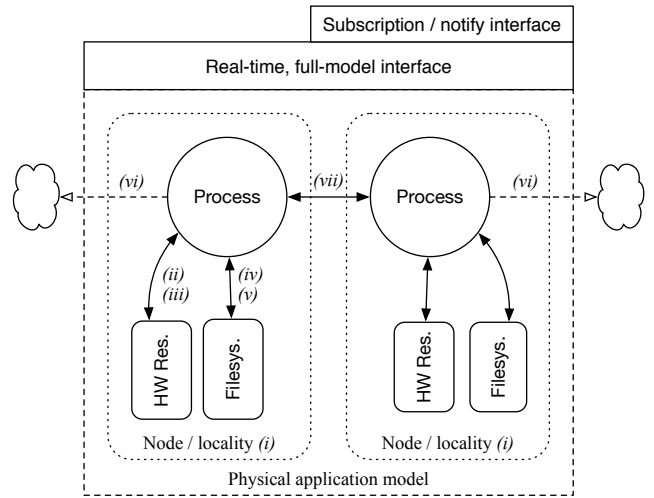 Subscription / notify interface
Real-time, full-model interface
(vi)
Process
(vii)
Process
(vi)
(ii)
(iii)
(iv)
(v)
HW Res.
Filesys.
HW Res.
Filesys.
Node / locality (i)
Node / locality (i)
Physical application model